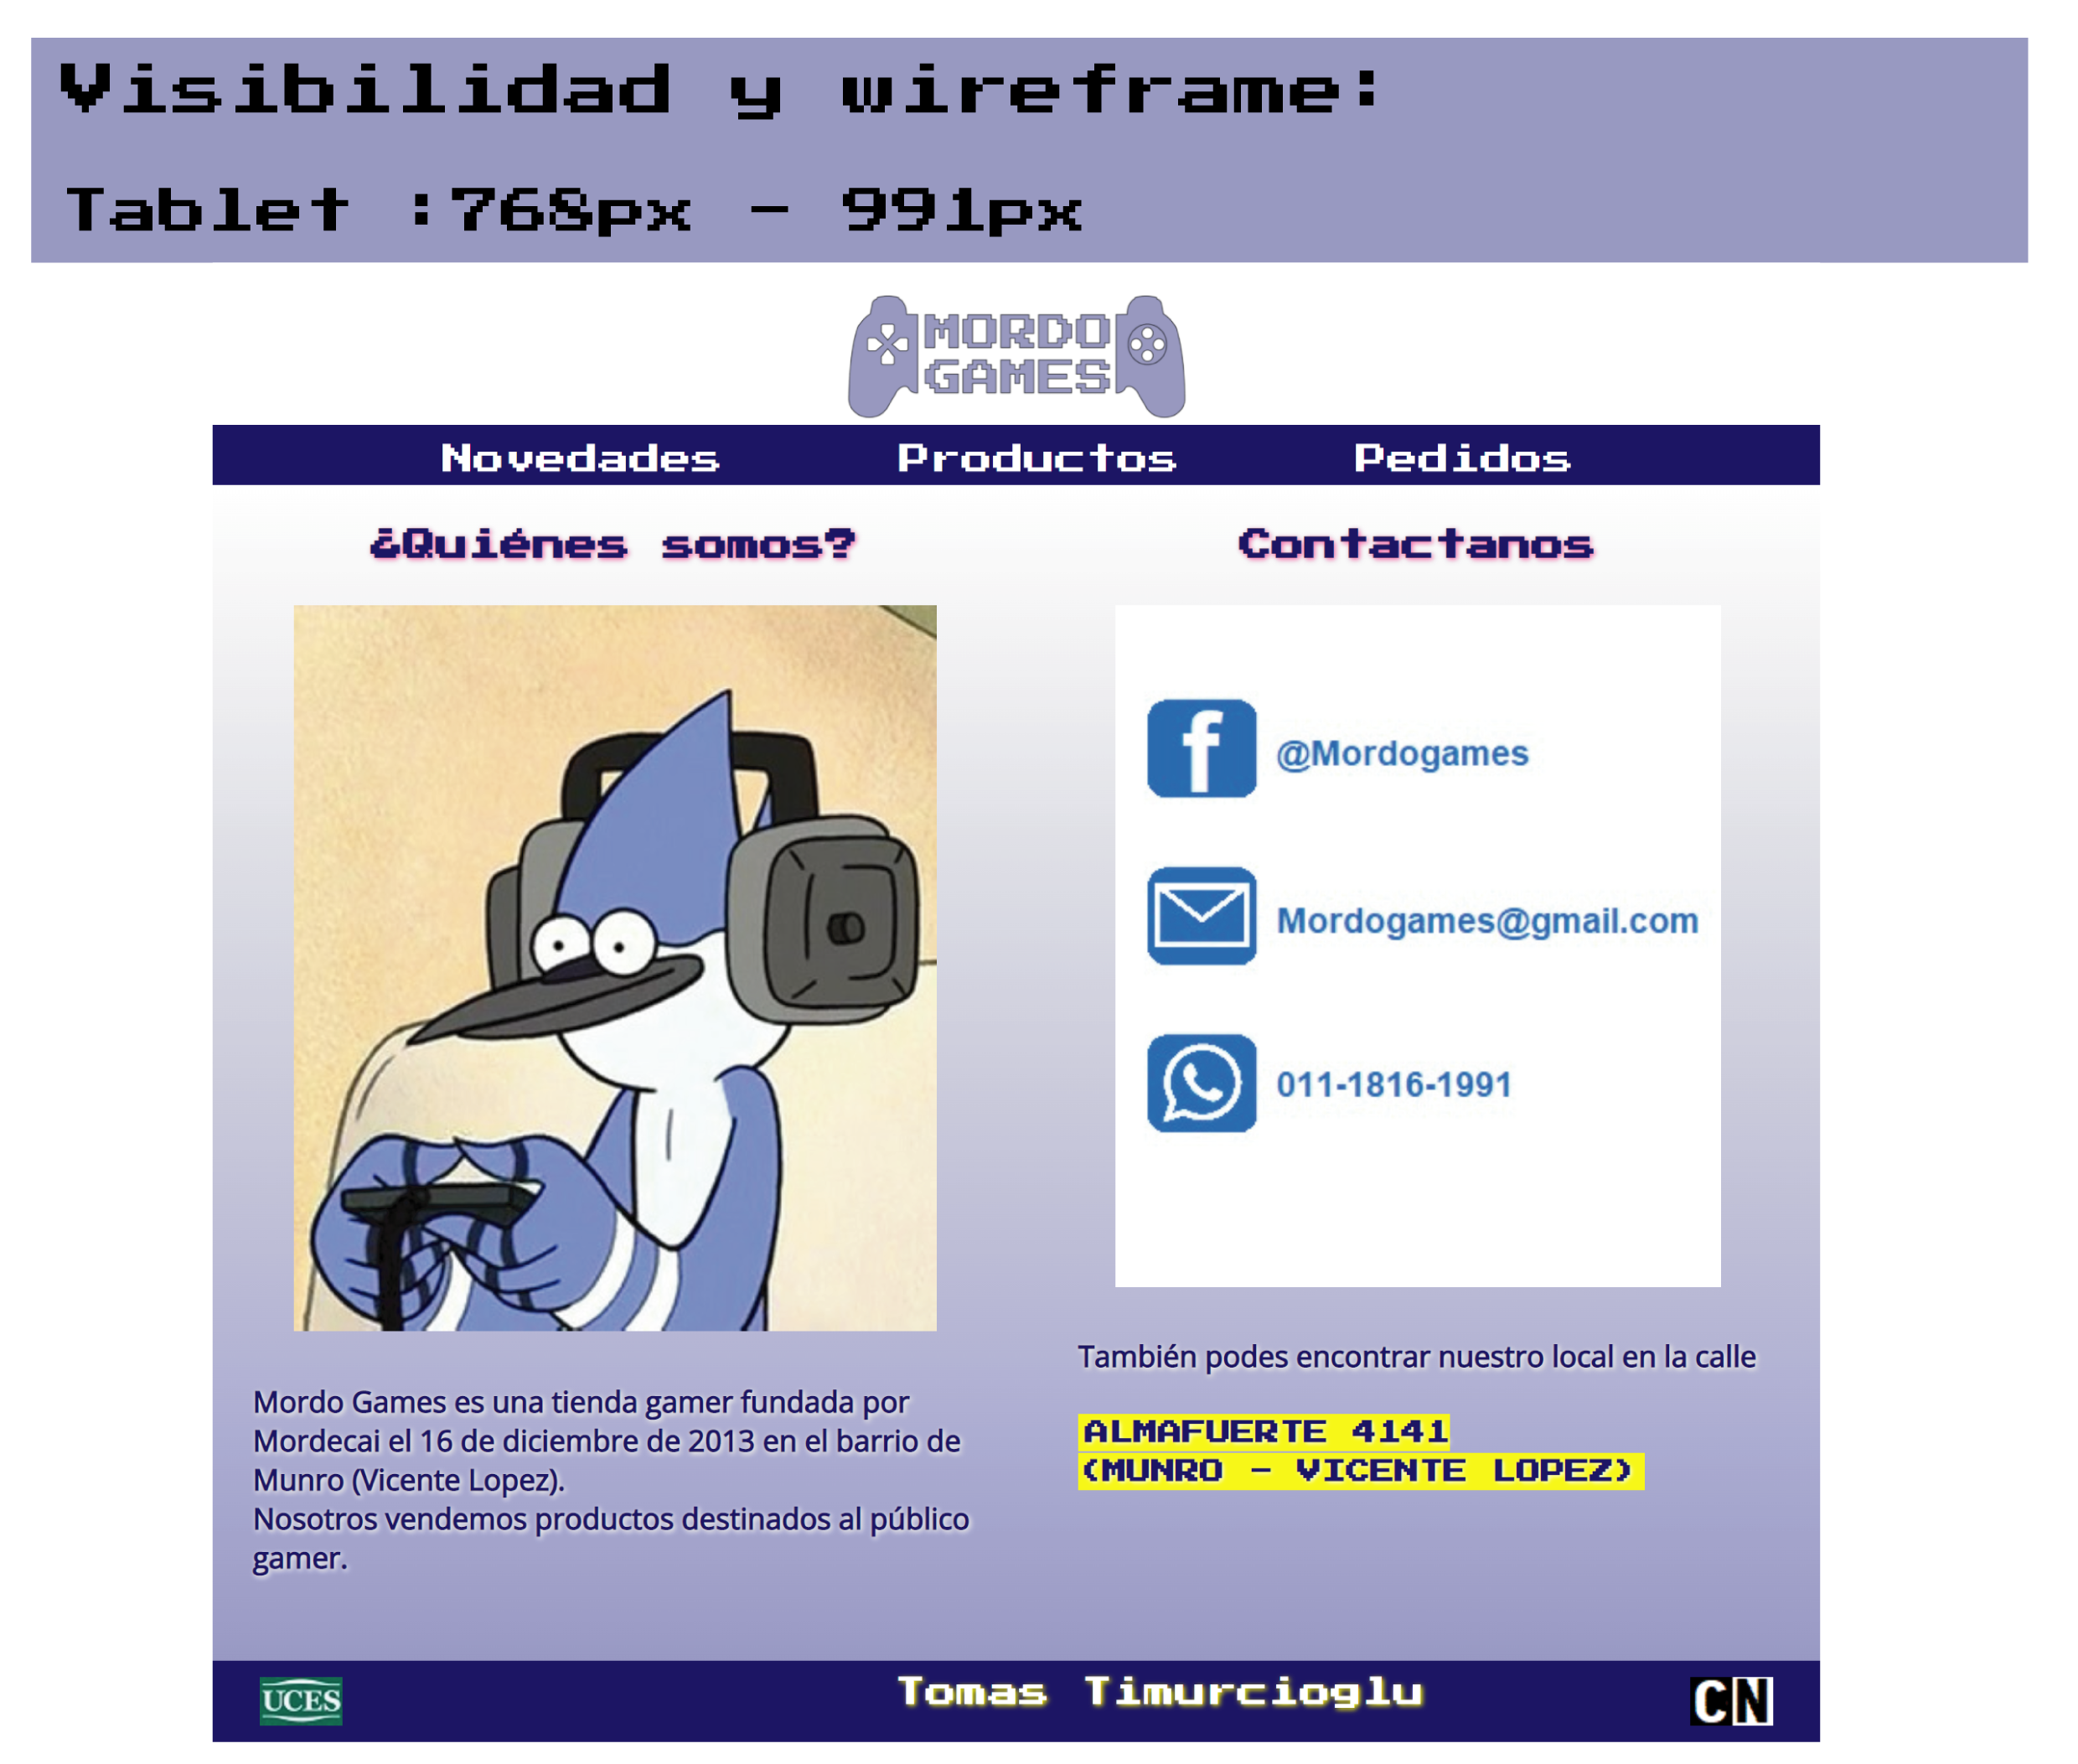 Visibilidad y wireframe:
Tablet :768px - 991px
MORDO
GAMES
Novedades Productos Pedidos
¿Quiénes somos?
Contactanos
@Mordogames
Mordogames@gmail.com
011-1816-1991
Mordo Games es una tienda gamer fundada por
Mordecai el 16 de diciembre de 2013 en el barrio de
Munro (Vicente Lopez).
Nosotros vendemos productos destinados al público
gamer.
También podes encontrar nuestro local en la calle
ALMAFUERTE 4141
(MUNRO - VICENTE LOPEZ)
UCES
Tomas Timurcioglu
CN